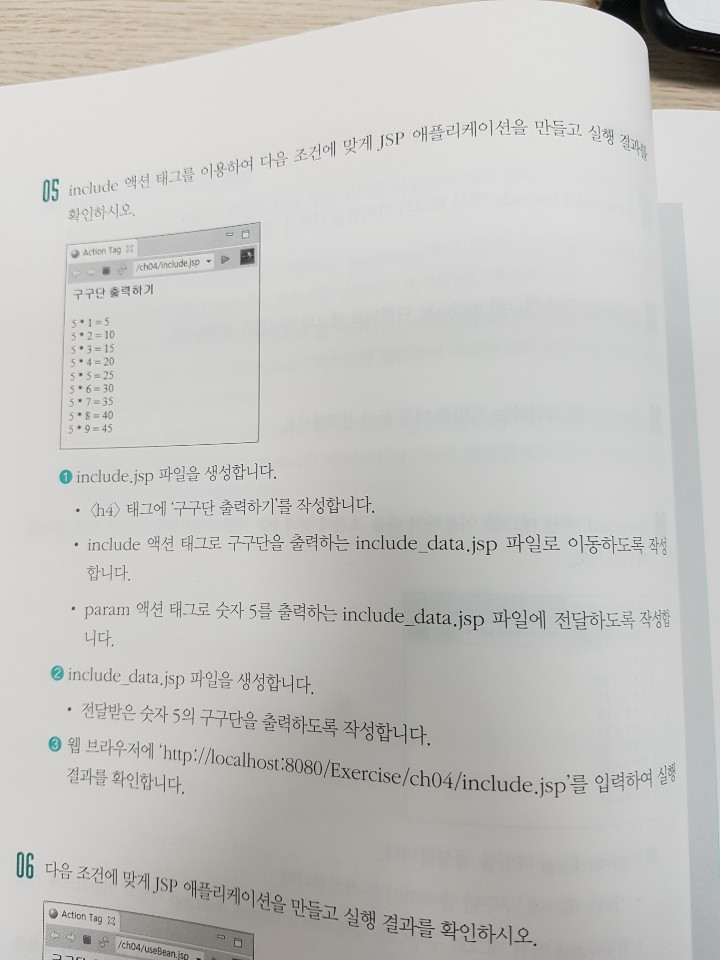 05 include 액션 태그를 이용하여 다음 조건에 맞게 JSP 애플리케이션을 만들고 실행 결과를
확인하시오.
Action Tag
/ch04/include.jsp
구구단 출력하기
5 * 1 = 5
5 * 2 = 10
5 * 3 = 15
5 * 4 = 20
5 * 5 = 25
5 * 6 = 30
5 * 7 = 35
5 * 8 = 40
5 * 9 = 45
❶ include.jsp 파일을 생성합니다.
• 〈h4〉 태그에 ‘구구단 출력하기’를 작성합니다.
• include 액션 태그로 구구단을 출력하는 include_data.jsp 파일로 이동하도록 작성
합니다.
• param 액션 태그로 숫자 5를 출력하는 include_data.jsp 파일에 전달하도록 작성합
니다.
❷ include_data.jsp 파일을 생성합니다.
• 전달받은 숫자 5의 구구단을 출력하도록 작성합니다.
❸ 웹 브라우저에 ‘http://localhost:8080/Exercise/ch04/include.jsp’를 입력하여 실행
결과를 확인합니다.
06 다음 조건에 맞게 JSP 애플리케이션을 만들고 실행 결과를 확인하시오.
Action Tag
/ch04/useBean.jsp